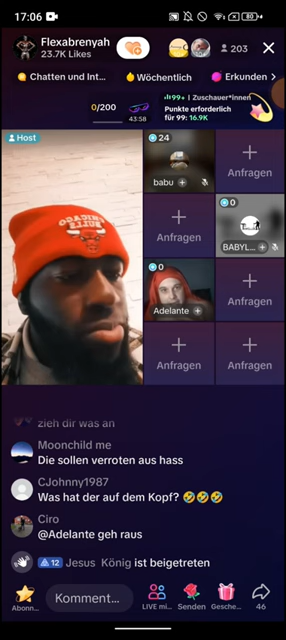 17:06
80
Flexabrenyah
23.7K Likes
203
Chatten und Int...
Wöchentlich
Erkunden
0/200
43:58
99+ | Zuschauer*innen
Punkte erforderlich
für 99: 16.9K
Host
24
babu
Anfragen
Anfragen
0
BABYL...
0
Adelante
Anfragen
Anfragen
Anfragen
zieh dir was an
Moonchild me
Die sollen verroten aus hass
CJohnny1987
Was hat der auf dem Kopf? 🤣🤣🤣
Ciro
@Adelante geh raus
12 Jesus König ist beigetreten
Kommentar...
Abonn...
LIVE mi...
Senden
Gesche...
46